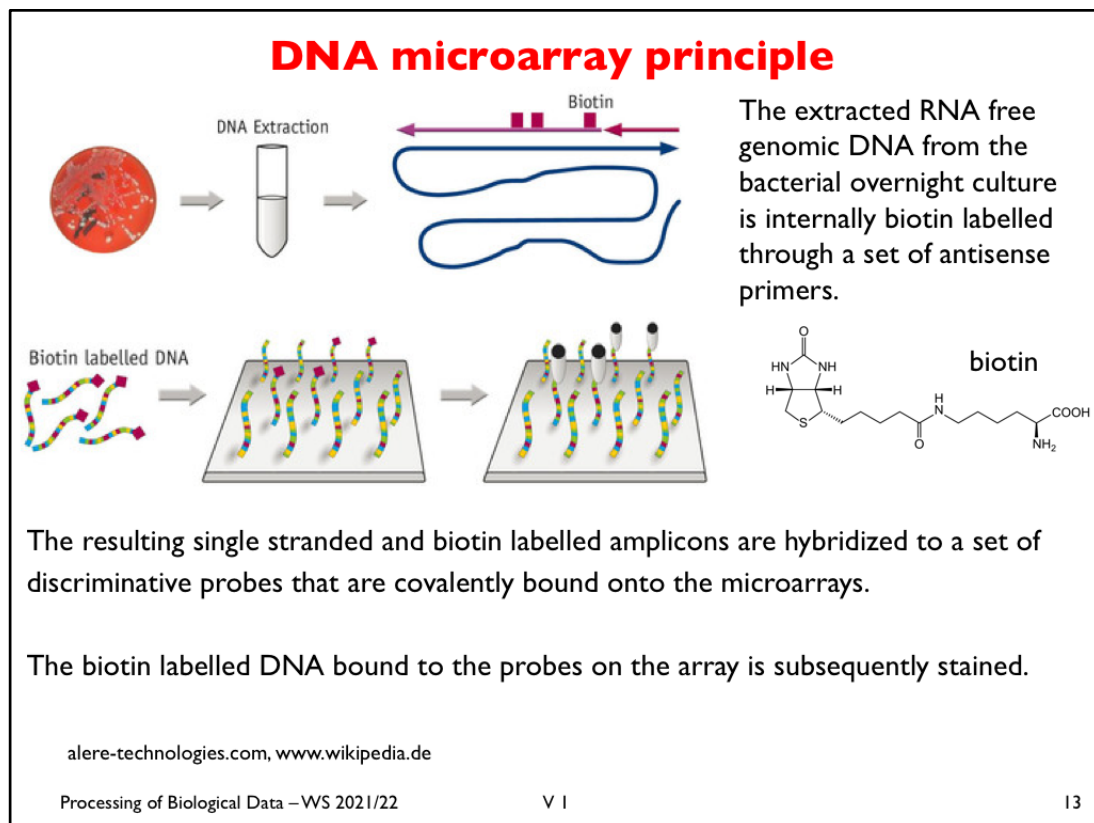 DNA microarray principle
DNA Extraction
Biotin
The extracted RNA free
genomic DNA from the
bacterial overnight culture
is internally biotin labelled
through a set of antisense
primers.
Biotin labelled DNA
biotin
O
HN
NH
H
H
S
O
H
N
COOH
NH2
The resulting single stranded and biotin labelled amplicons are hybridized to a set of
discriminative probes that are covalently bound onto the microarrays.
The biotin labelled DNA bound to the probes on the array is subsequently stained.
alere-technologies.com, www.wikipedia.de
Processing of Biological Data – WS 2021/22
V 1
13